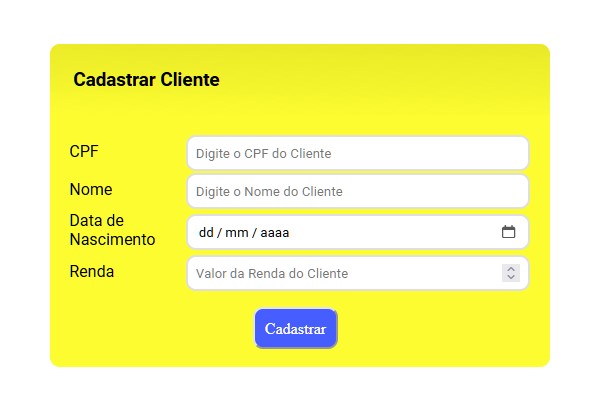 Cadastrar Cliente
CPF
Digite o CPF do Cliente
Nome
Digite o Nome do Cliente
Data de
Nascimento
dd / mm / aaaa
Renda
Valor da Renda do Cliente
Cadastrar